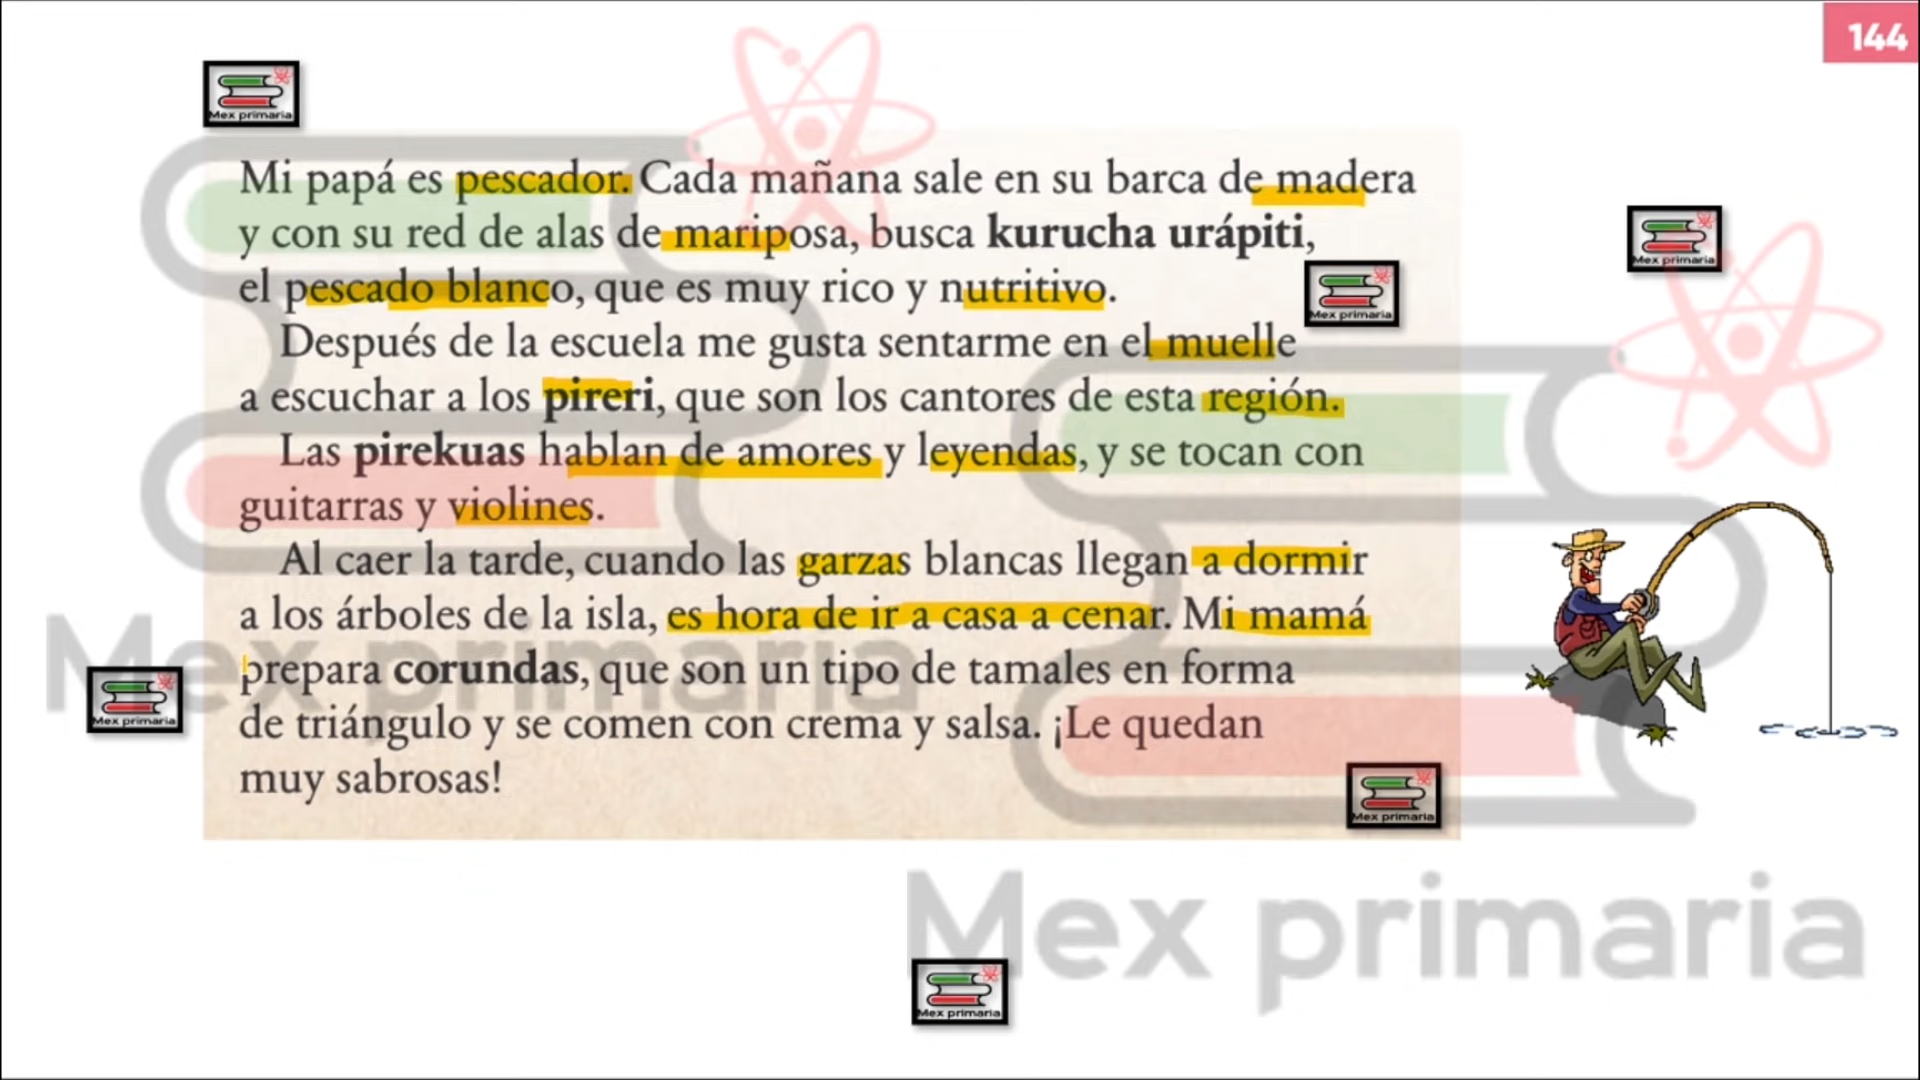 144
Mex primaria
Mi papá es pescador. Cada mañana sale en su barca de madera
y con su red de alas de mariposa, busca kurucha urápiti,
Mex primaria
el pescado blanco, que es muy rico y nutritivo.
Mex primaria
Después de la escuela me gusta sentarme en el muelle
a escuchar a los pireri, que son los cantores de esta región.
Las pirekuas hablan de amores y leyendas, y se tocan con
guitarras y violines.
Al caer la tarde, cuando las garzas blancas llegan a dormir
a los árboles de la isla, es hora de ir a casa a cenar. Mi mamá
Mex primaria
prepara corundas, que son un tipo de tamales en forma
Mex primaria
de triángulo y se comen con crema y salsa. ¡Le quedan
muy sabrosas!
Mex primaria
Mex primaria
Mex primaria